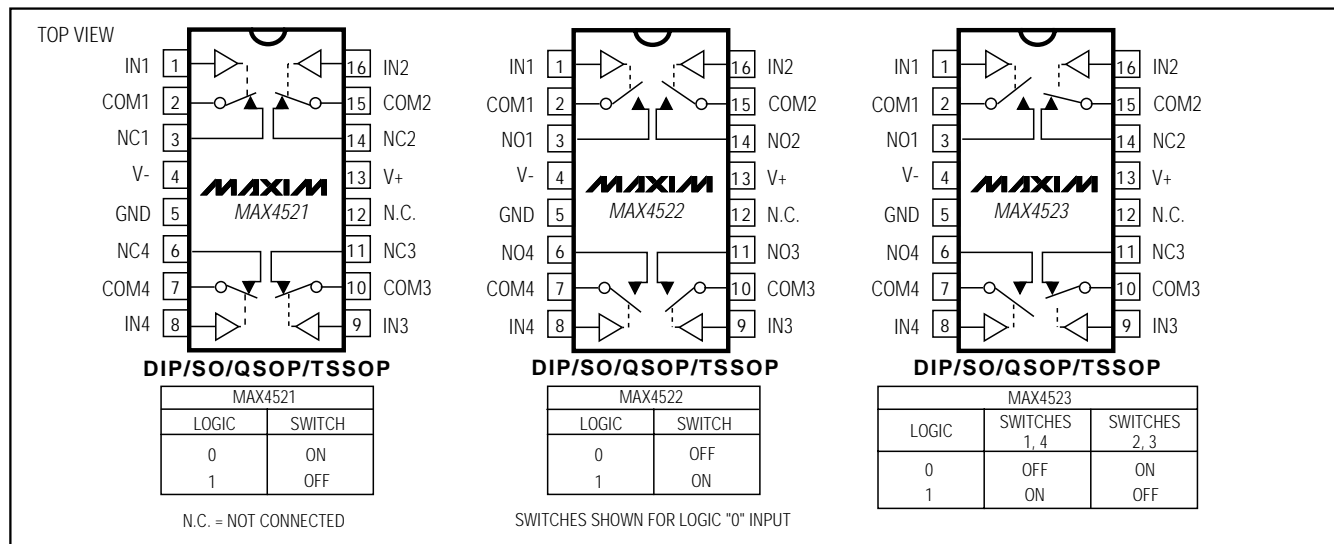 TOP VIEW
IN1 1 16 IN2
COM1 2 15 COM2
NC1 3 14 NC2
V- 4 13 V+
GND 5 12 N.C.
NC4 6 11 NC3
COM4 7 10 COM3
IN4 8 9 IN3
MAXIM
MAX4521
DIP/SO/QSOP/TSSOP
IN1 1 16 IN2
COM1 2 15 COM2
NO1 3 14 NO2
V- 4 13 V+
GND 5 12 N.C.
NO4 6 11 NO3
COM4 7 10 COM3
IN4 8 9 IN3
MAXIM
MAX4522
DIP/SO/QSOP/TSSOP
IN1 1 16 IN2
COM1 2 15 COM2
NO1 3 14 NC2
V- 4 13 V+
GND 5 12 N.C.
NO4 6 11 NC3
COM4 7 10 COM3
IN4 8 9 IN3
MAXIM
MAX4523
DIP/SO/QSOP/TSSOP
MAX4521
LOGIC SWITCH
0 ON
1 OFF
N.C. = NOT CONNECTED
MAX4522
LOGIC SWITCH
0 OFF
1 ON
SWITCHES SHOWN FOR LOGIC "0" INPUT
MAX4523
LOGIC SWITCHES 1, 4 SWITCHES 2, 3
0 OFF ON
1 ON OFF